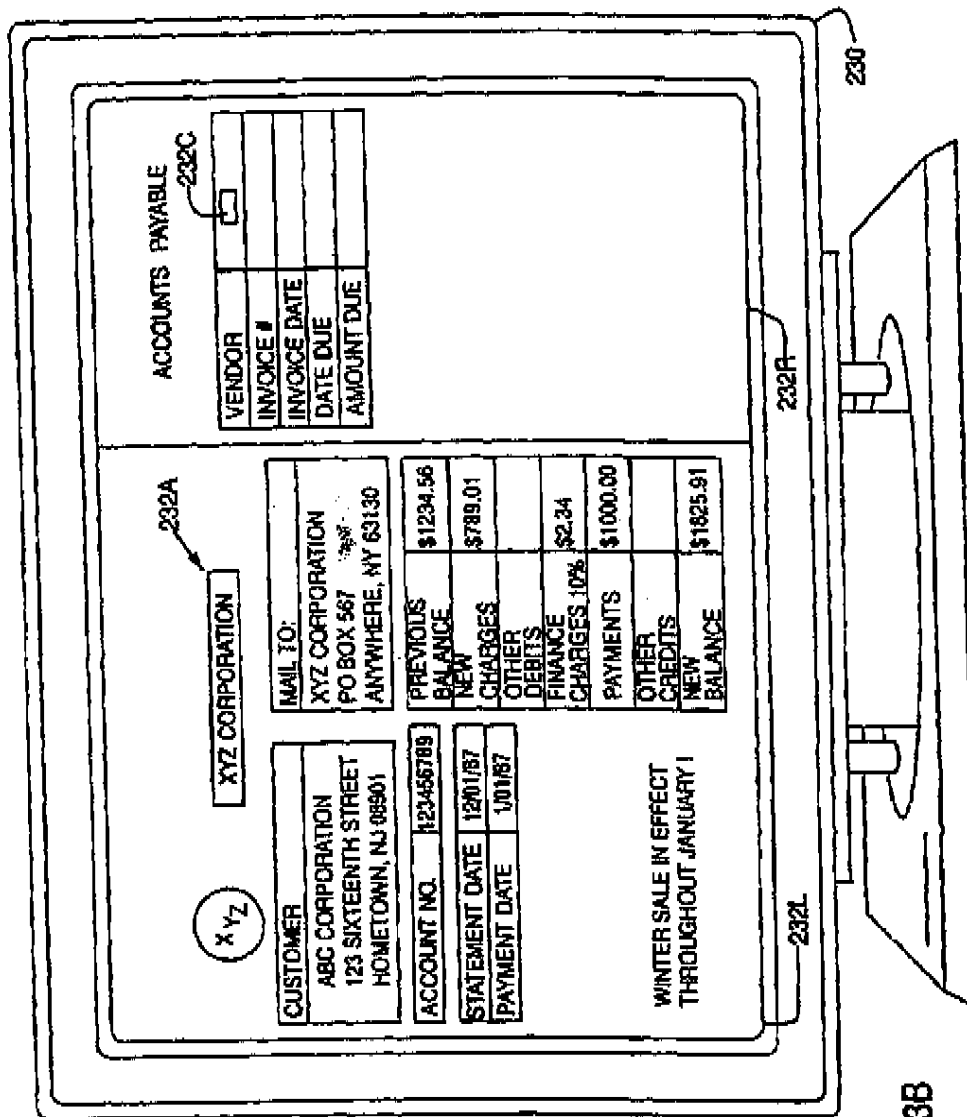 XYZ
XYZ CORPORATION
232A
CUSTOMER
ABC CORPORATION
123 SIXTEENTH STREET
HOMETOWN, NJ 08901
MAIL TO:
XYZ CORPORATION
PO BOX 567
ANYWHERE, NY 63130
ACCOUNT NO. 123456789
STATEMENT DATE 12/01/87
PAYMENT DATE 1/01/87
PREVIOUS
BALANCE $1234.56
NEW
CHARGES $789.01
OTHER
DEBITS
FINANCE
CHARGES 10% $2.34
PAYMENTS $1000.00
OTHER
CREDITS
NEW
BALANCE $1825.91
WINTER SALE IN EFFECT
THROUGHOUT JANUARY !
ACCOUNTS PAYABLE
232C
VENDOR
INVOICE #
INVOICE DATE
DATE DUE
AMOUNT DUE
232L
232R
230
3B